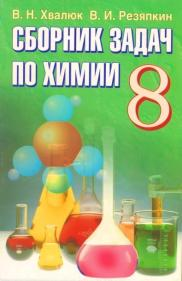 В. Н. Хвалюк В. И. Резяпкин
СБОРНИК ЗАДАЧ
ПО ХИМИИ 8